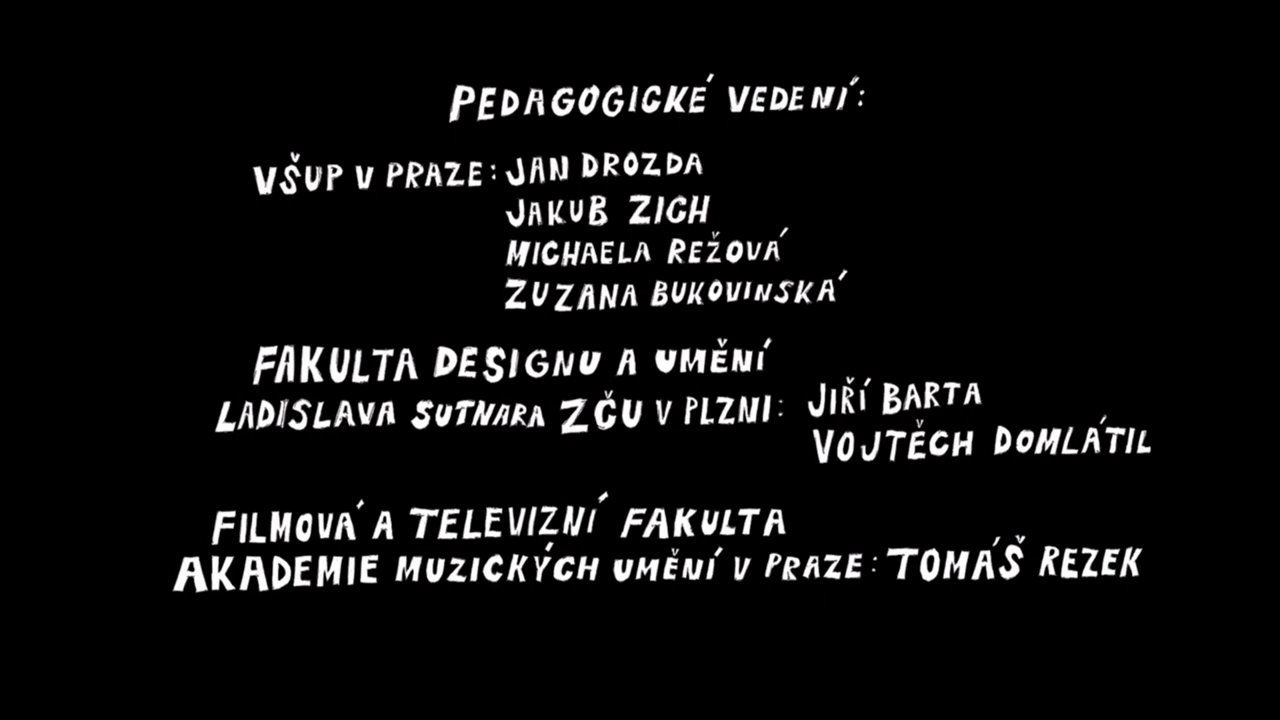 PEDAGOGICKÉ VEDENÍ:
VŠUP V PRAZE: JAN DROZDA
JAKUB ZICH
MICHAELA REŽOVÁ
ZUZANA BUKOVINSKÁ
FAKULTA DESIGNU A UMĚNÍ
LADISLAVA SUTNARA ZČU V PLZNI: JIŘÍ BARTA
VOJTĚCH DOMLÁTIL
FILMOVÁ A TELEVIZNÍ FAKULTA
AKADEMIE MUZICKÝCH UMĚNÍ V PRAZE: TOMÁŠ REZEK